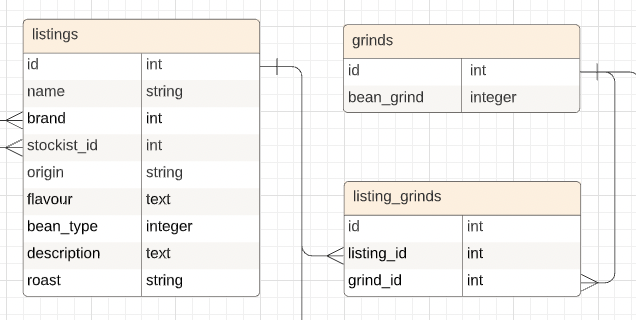 listings
id int
name string
brand int
stockist_id int
origin string
flavour text
bean_type integer
description text
roast string
grinds
id int
bean_grind integer
listing_grinds
id int
listing_id int
grind_id int